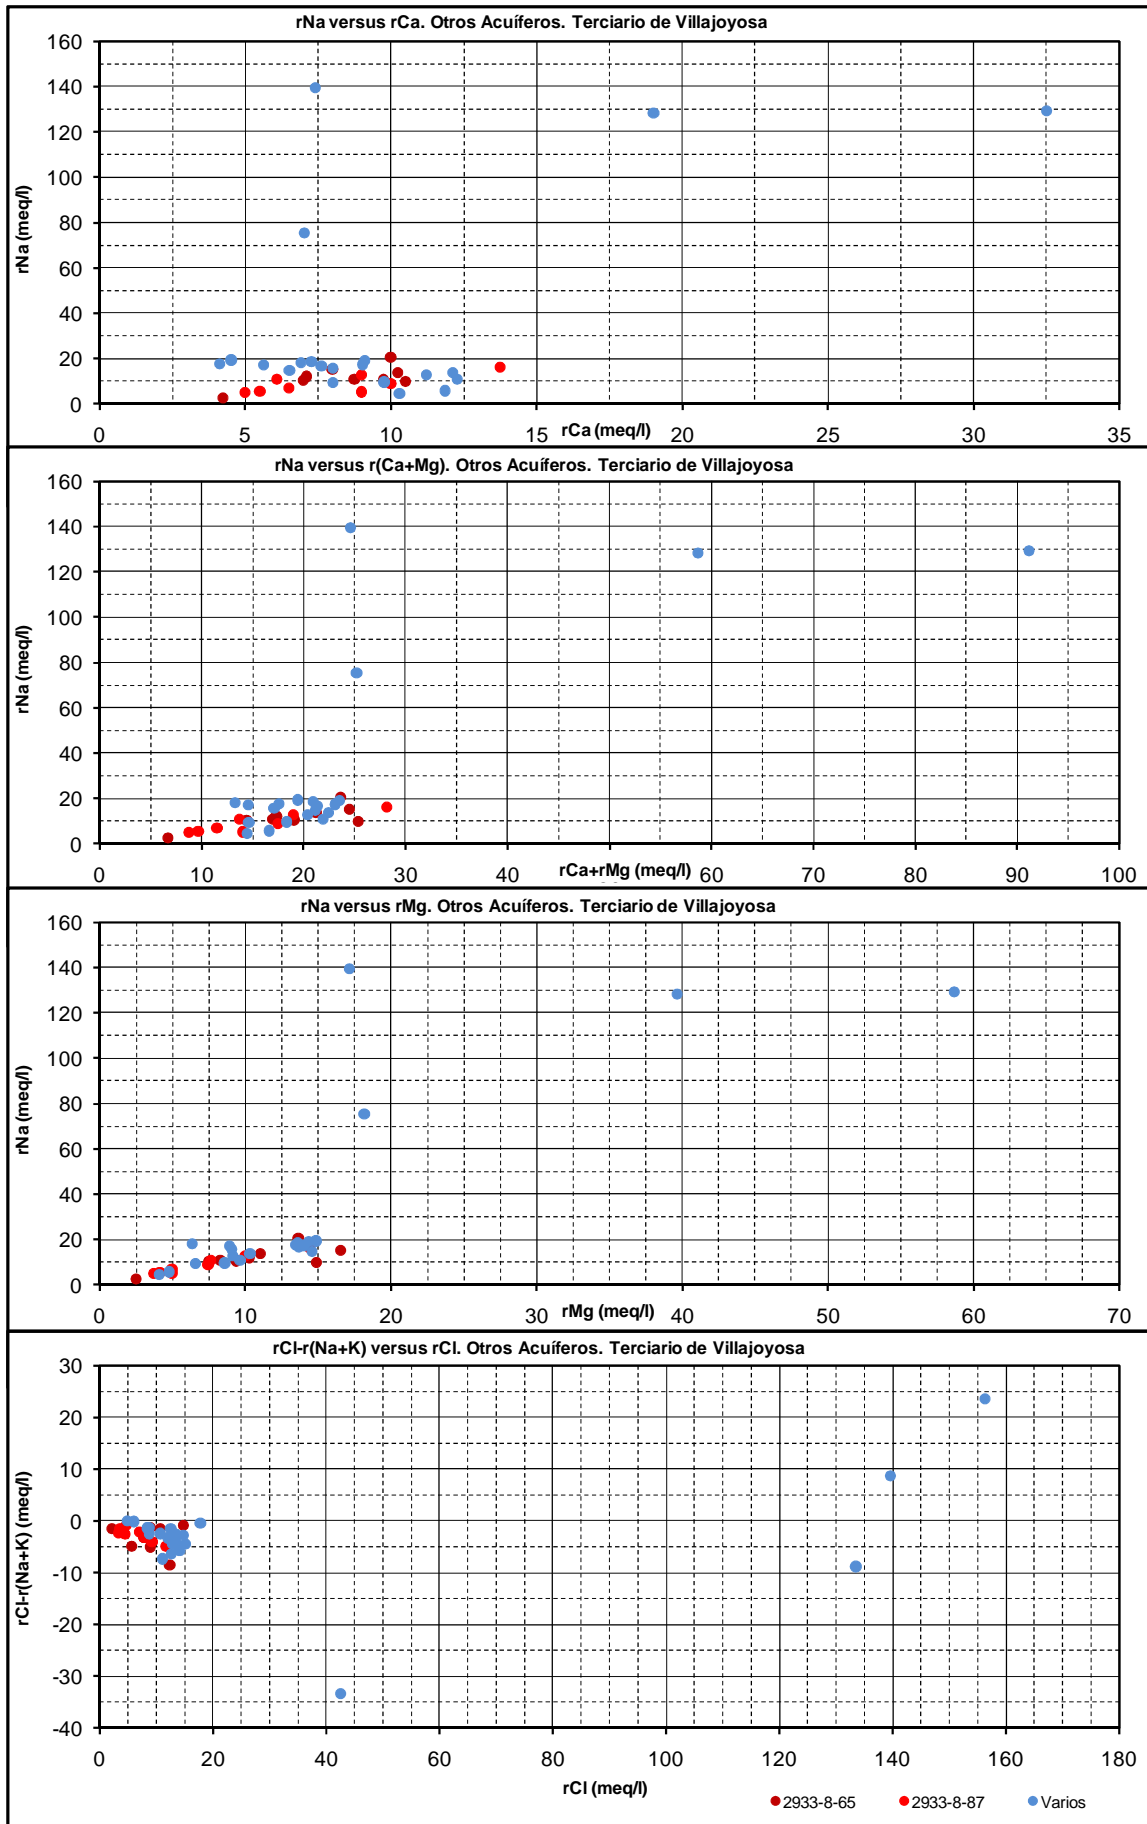 rNa versus rCa. Otros Acuíferos. Terciario de Villajoyosa
160
140
120
100
80
60
40
20
0
rNa (meq/l)
0 5 10 15 20 25 30 35
rCa (meq/l)
rNa versus r(Ca+Mg). Otros Acuíferos. Terciario de Villajoyosa
160
140
120
100
80
60
40
20
0
rNa (meq/l)
0 10 20 30 40 60 70 80 90 100
rCa+rMg (meq/l)
rNa versus rMg. Otros Acuíferos. Terciario de Villajoyosa
160
140
120
100
80
60
40
20
0
rNa (meq/l)
0 10 20 30 40 50 60 70
rMg (meq/l)
rCl-r(Na+K) versus rCl. Otros Acuíferos. Terciario de Villajoyosa
30
20
10
0
-10
-20
-30
-40
rCl-r(Na+K) (meq/l)
0 20 40 60 80 100 120 140 160 180
rCl (meq/l)
2933-8-65 2933-8-87 Varios